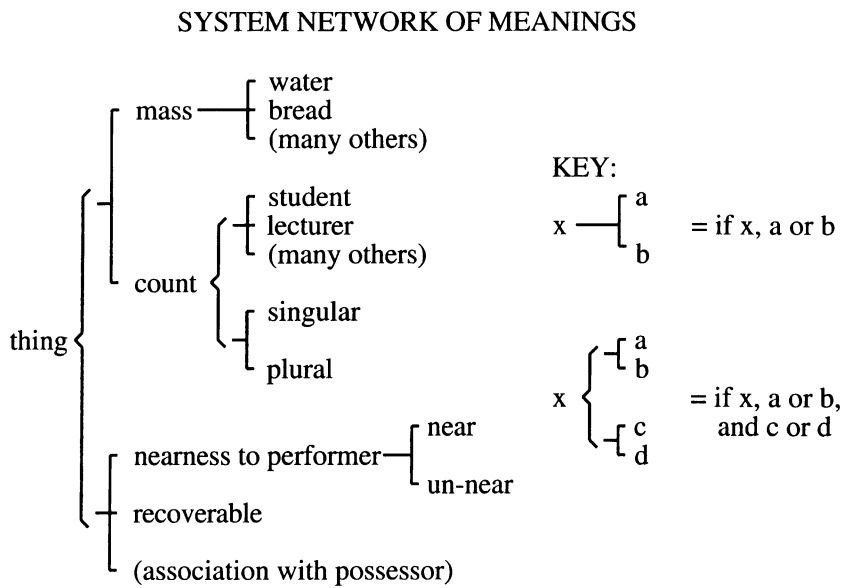 SYSTEM NETWORK OF MEANINGS
thing
mass
water
bread
(many others)
count
student
lecturer
(many others)
singular
plural
nearness to performer
near
un-near
recoverable
(association with possessor)
KEY:
x
a
b
= if x, a or b
x
a
b
c
d
= if x, a or b,
and c or d